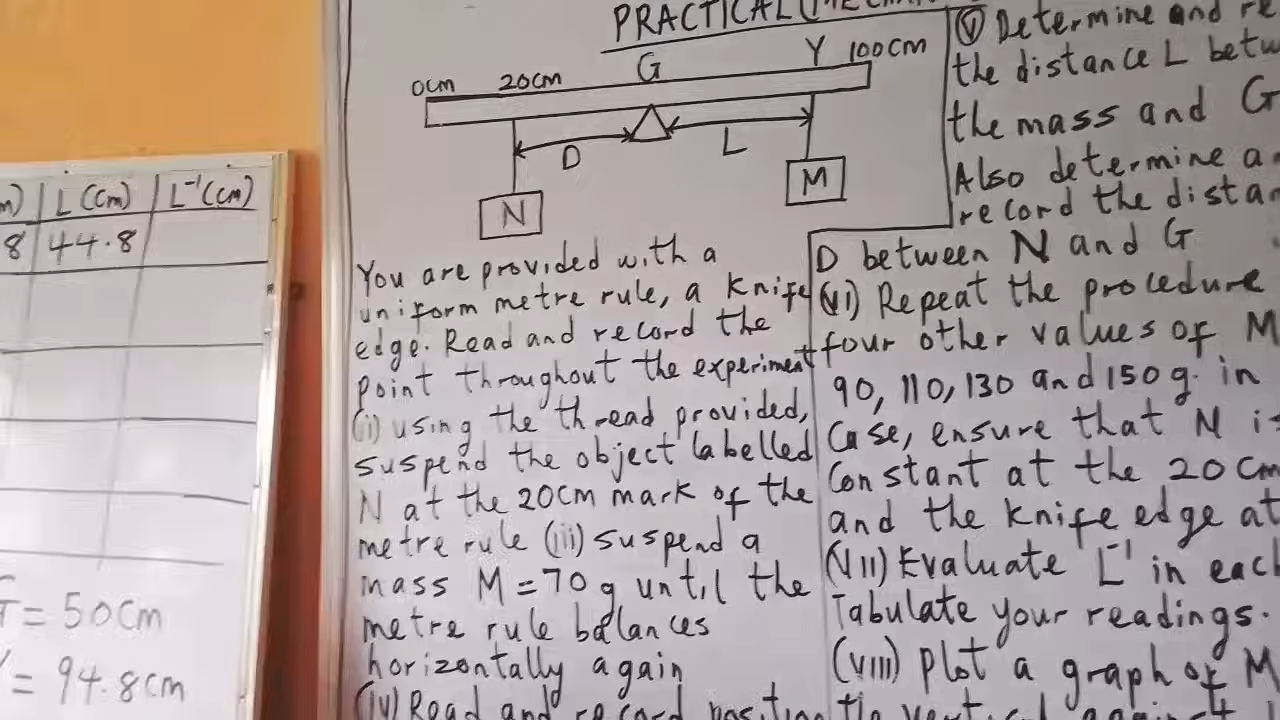 PRACTICAL
0cm 20cm G Y 100cm
D L
N M
You are provided with a
uniform metre rule, a knife
edge. Read and record the
point throughout the experiment
(i) using the thread provided,
suspend the object labelled
N at the 20cm mark of the
metre rule (iii) suspend a
mass M = 70 g until the
metre rule balances
horizontally again
(iv) Read and record
(v) Determine and
the distance L
the mass and G
Also determine
record the
D between N and G
(vi) Repeat the procedure
four other values of M
90, 110, 130 and 150g. in
Case, ensure that N
Constant at the 20cm
and the knife edge at
(VII) Evaluate L⁻¹ in each
Tabulate your readings.
(VIII) plot a graph of M
L (cm) L⁻¹ (cm)
8 44.8
= 50cm
= 94.8cm